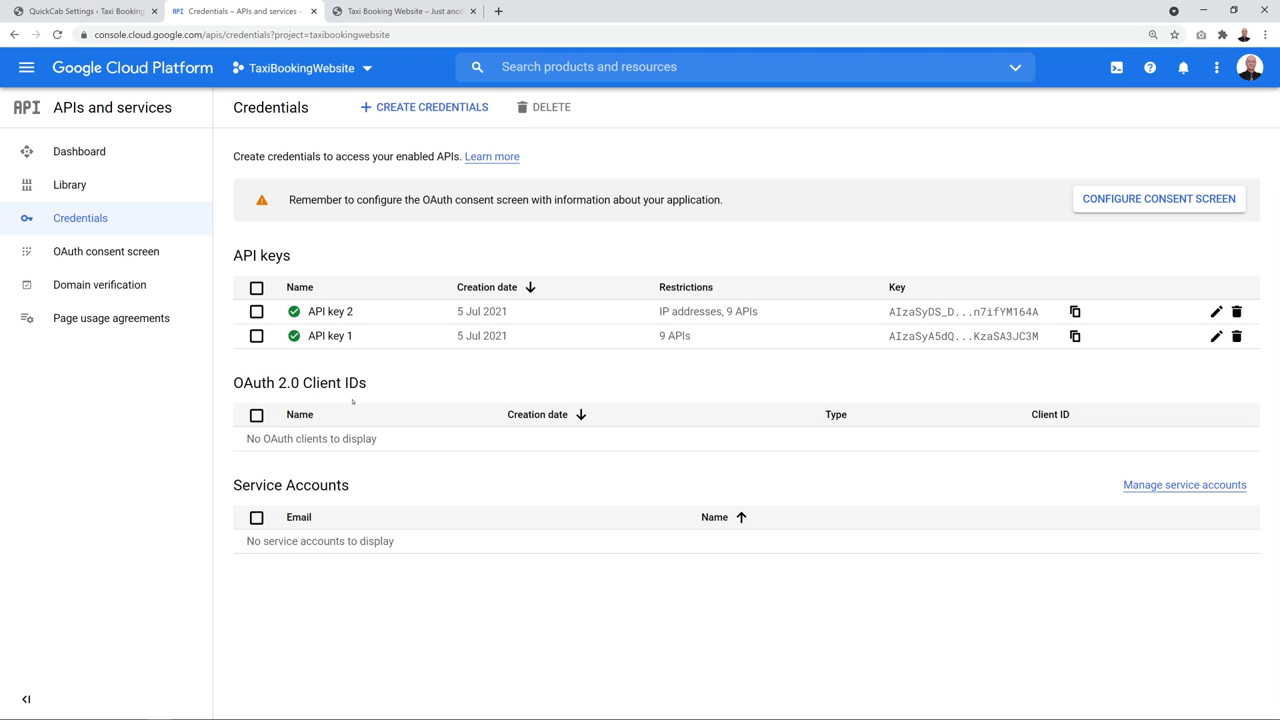 QuickCab Settings ‹ Taxi Booking
Credentials – APIs and services –
Taxi Booking Website – Just anot
console.cloud.google.com/apis/credentials?project=taxibookingwebsite
Google Cloud Platform
TaxiBookingWebsite
Search products and resources
API APIs and services
Credentials
CREATE CREDENTIALS
DELETE
Dashboard
Library
Credentials
OAuth consent screen
Domain verification
Page usage agreements
Create credentials to access your enabled APIs. Learn more
Remember to configure the OAuth consent screen with information about your application.
CONFIGURE CONSENT SCREEN
API keys
Name Creation date Restrictions Key
API key 2 5 Jul 2021 IP addresses, 9 APIs AIzaSyDS_D...n7ifYM164A
API key 1 5 Jul 2021 9 APIs AIzaSyA5dQ...KzaSA3JC3M
OAuth 2.0 Client IDs
Name Creation date Type Client ID
No OAuth clients to display
Service Accounts
Manage service accounts
Email Name
No service accounts to display